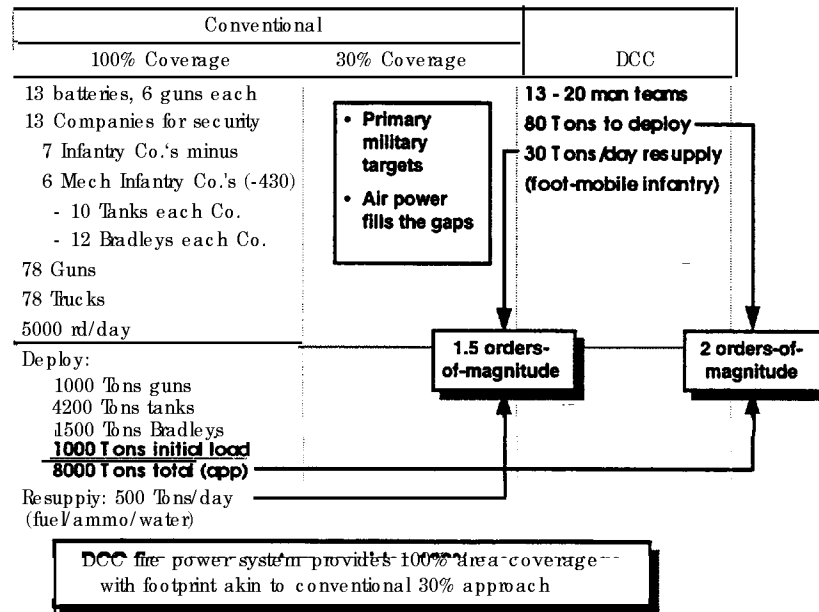 Conventional
100% Coverage
30% Coverage
DCC
13 batteries, 6 guns each
13 Companies for security
7 Infantry Co.'s minus
6 Mech Infantry Co.'s (-430)
- 10 Tanks each Co.
- 12 Bradleys each Co.
78 Guns
78 Trucks
5000 rd/day
Deploy:
1000 Tons guns
4200 Tons tanks
1500 Tons Bradleys
1000 Tons initial load
8000 Tons total (app)
Resuppiy: 500 Tons/day
(fuel/ammo/water)
• Primary
military
targets
• Air power
fills the gaps
13 - 20 man teams
80 Tons to deploy
30 Tons/day resupply
(foot-mobile infantry)
1.5 orders-
of-magnitude
2 orders-of-
magnitude
DCC fire power system provides 100% area coverage
with footprint akin to conventional 30% approach